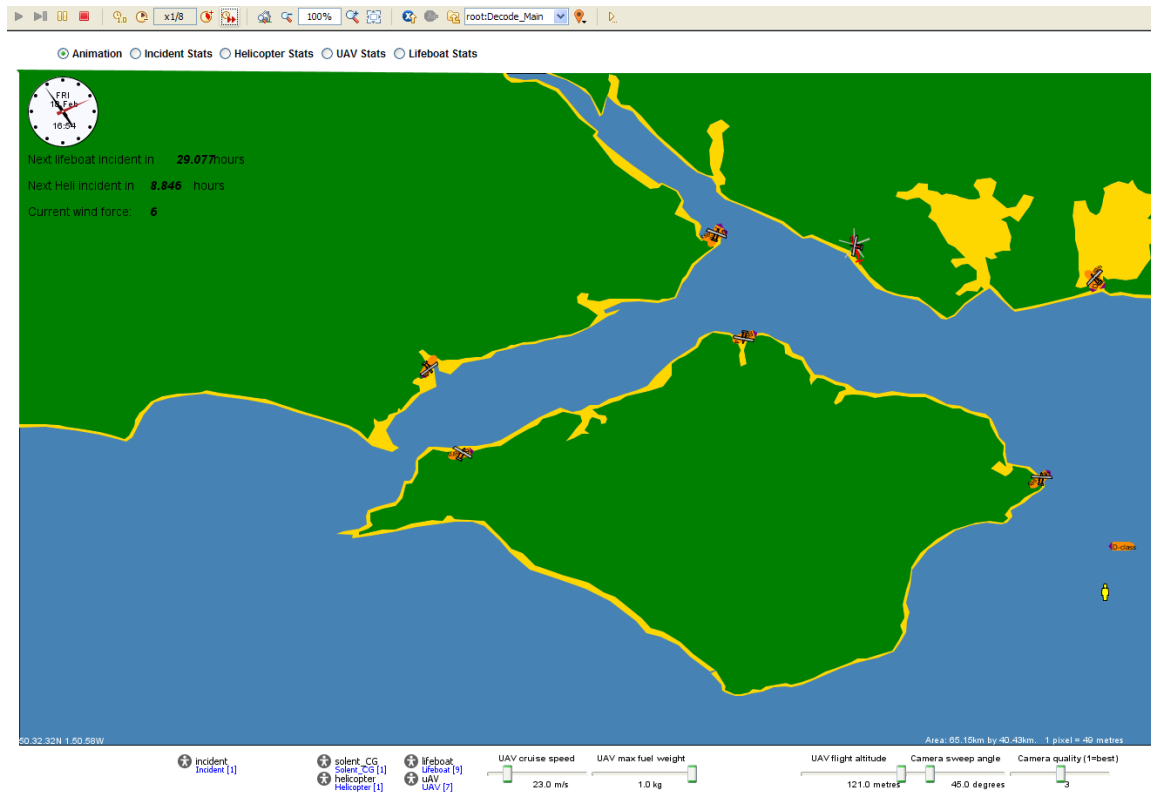 x1/8
100%
root:Decode_Main
Animation
Incident Stats
Helicopter Stats
UAV Stats
Lifeboat Stats
FRI
Feb
16:54
Next lifeboat incident in 29.077hours
Next Heli incident in 8.846 hours
Current wind force: 6
D-class
50.32.32N 1.50.58W
Area: 65.15km by 40.43km. 1 pixel = 49 metres
incident
Incident [1]
solent_CG
Solent_CG [1]
helicopter
Helicopter [1]
lifeboat
Lifeboat [9]
uAV
UAV [7]
UAV cruise speed
23.0 m/s
UAV max fuel weight
1.0 kg
UAV flight altitude
121.0 metres
Camera sweep angle
45.0 degrees
Camera quality (1=best)
3